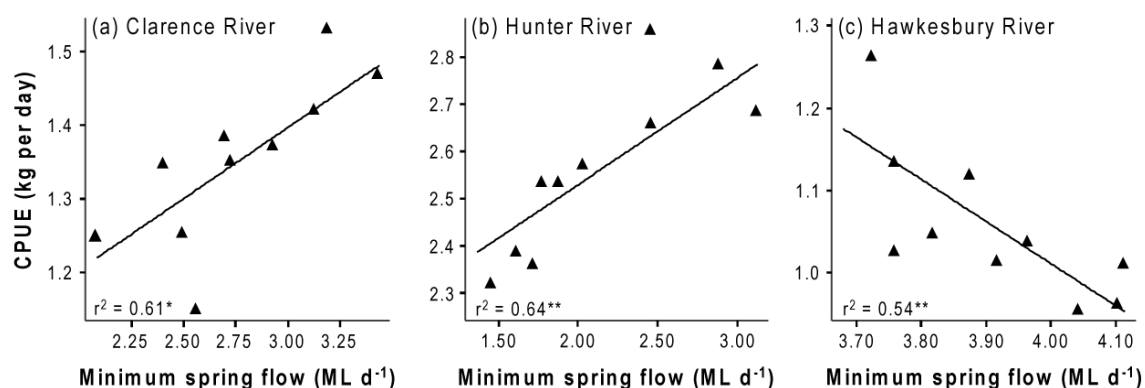 (a) Clarence River
(b) Hunter River
(c) Hawkesbury River
CPUE (kg per day)
1.5
1.4
1.3
1.2
r² = 0.61*
2.25 2.50 2.75 3.00 3.25
Minimum spring flow (ML d⁻¹)
2.8
2.7
2.6
2.5
2.4
2.3
r² = 0.64**
1.50 2.00 2.50 3.00
Minimum spring flow (ML d⁻¹)
1.3
1.2
1.1
1.0
r² = 0.54**
3.70 3.80 3.90 4.00 4.10
Minimum spring flow (ML d⁻¹)